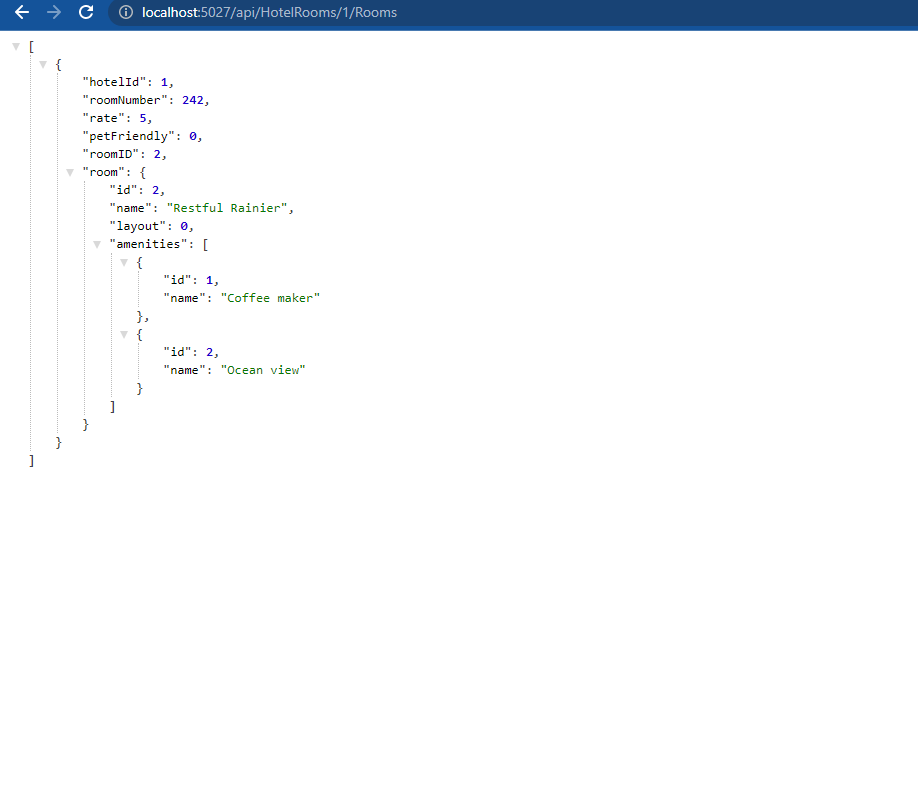 localhost:5027/api/HotelRooms/1/Rooms
[
{
"hotelId": 1,
"roomNumber": 242,
"rate": 5,
"petFriendly": 0,
"roomID": 2,
"room": {
"id": 2,
"name": "Restful Rainier",
"layout": 0,
"amenities": [
{
"id": 1,
"name": "Coffee maker"
},
{
"id": 2,
"name": "Ocean view"
}
]
}
}
]